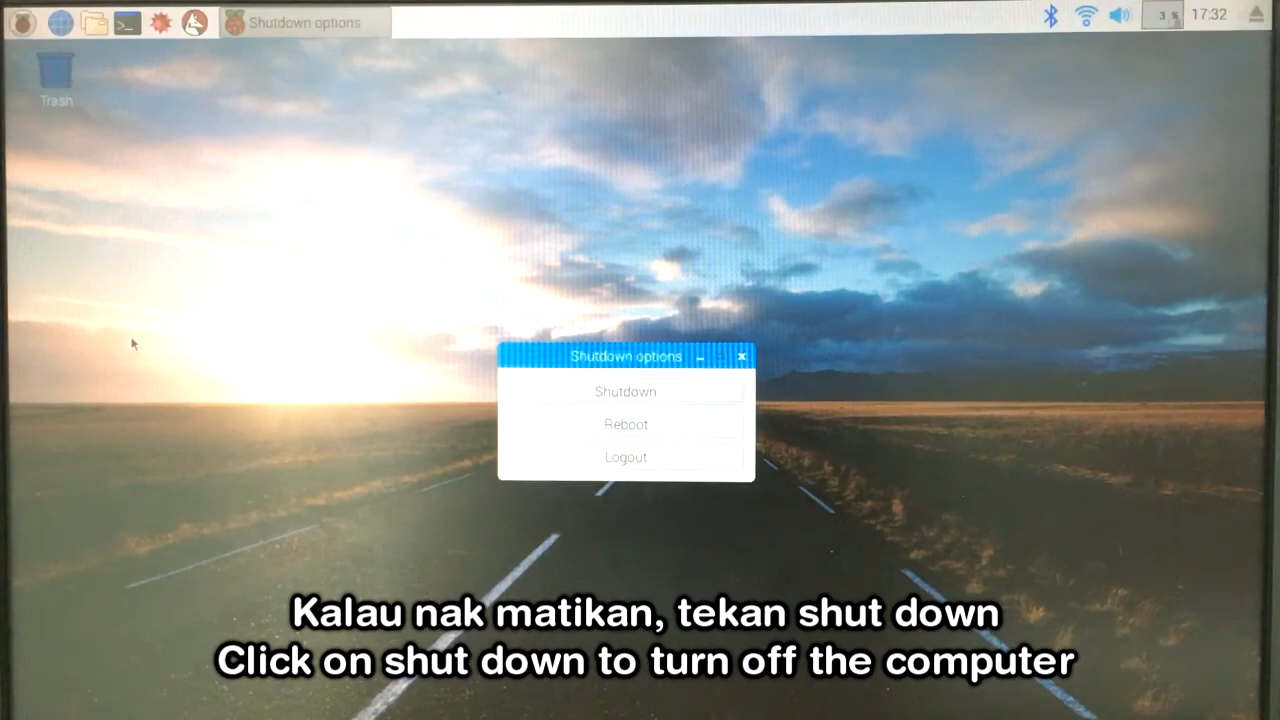 Shutdown options
3 %
17:32
Trash
Shutdown options
Shutdown
Reboot
Logout
Kalau nak matikan, tekan shut down
Click on shut down to turn off the computer